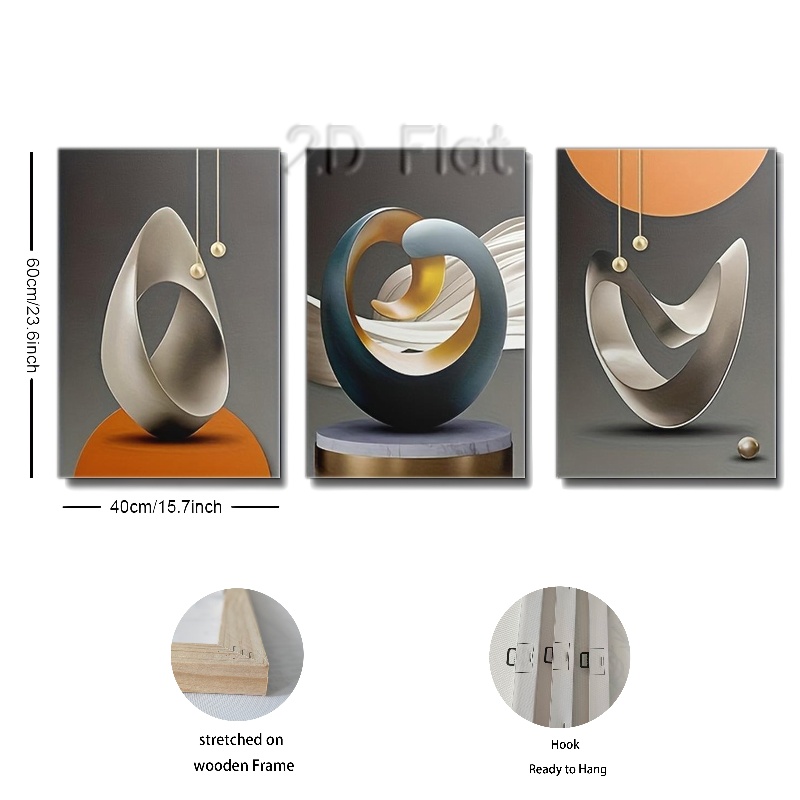 2D Flat
60cm/23.6inch
40cm/15.7inch
stretched on
wooden Frame
Hook
Ready to Hang